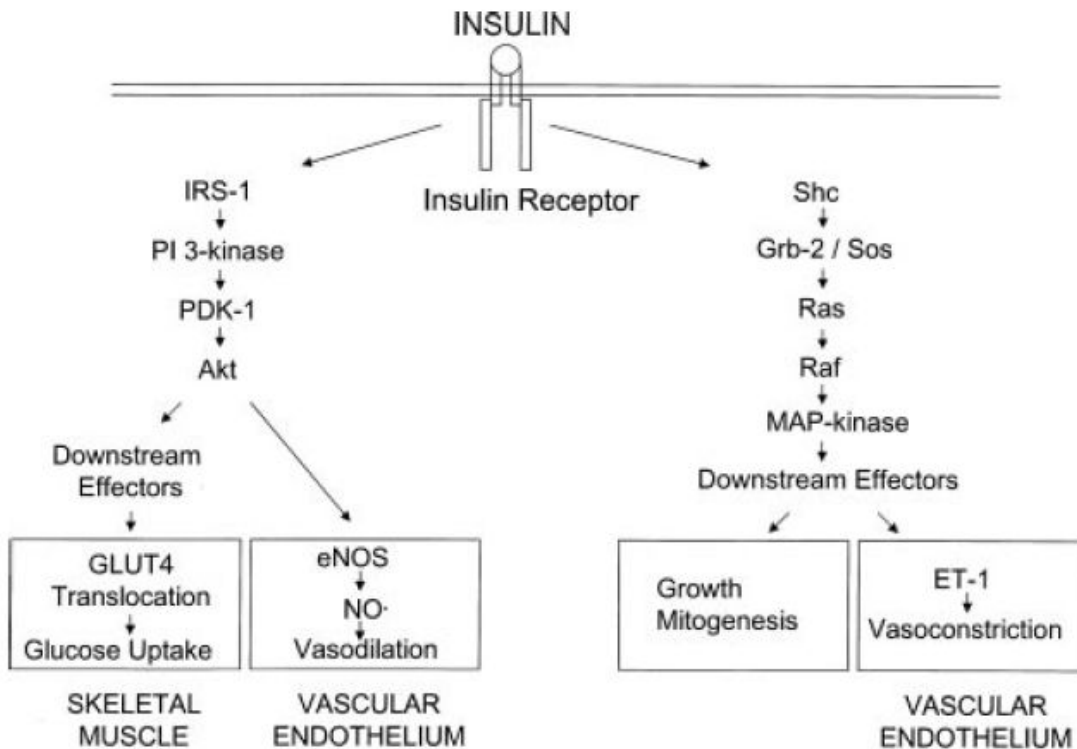 INSULIN
Insulin Receptor
IRS-1
PI 3-kinase
PDK-1
Akt
Downstream
Effectors
GLUT4
Translocation
Glucose Uptake
SKELETAL
MUSCLE
eNOS
NO·
Vasodilation
VASCULAR
ENDOTHELIUM
Shc
Grb-2 / Sos
Ras
Raf
MAP-kinase
Downstream Effectors
Growth
Mitogenesis
ET-1
Vasoconstriction
VASCULAR
ENDOTHELIUM